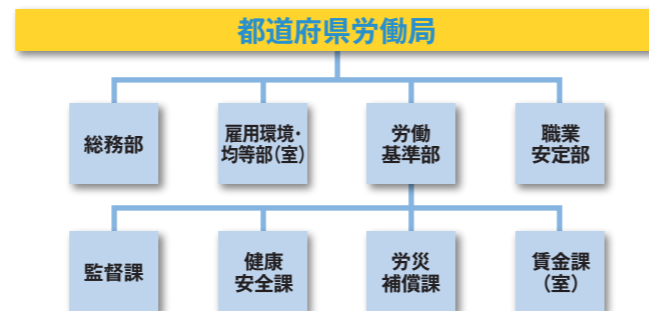 都道府県労働局
総務部
雇用環境・
均等部（室）
労働
基準部
職業
安定部
監督課
健康
安全課
労災
補償課
賃金課
（室）